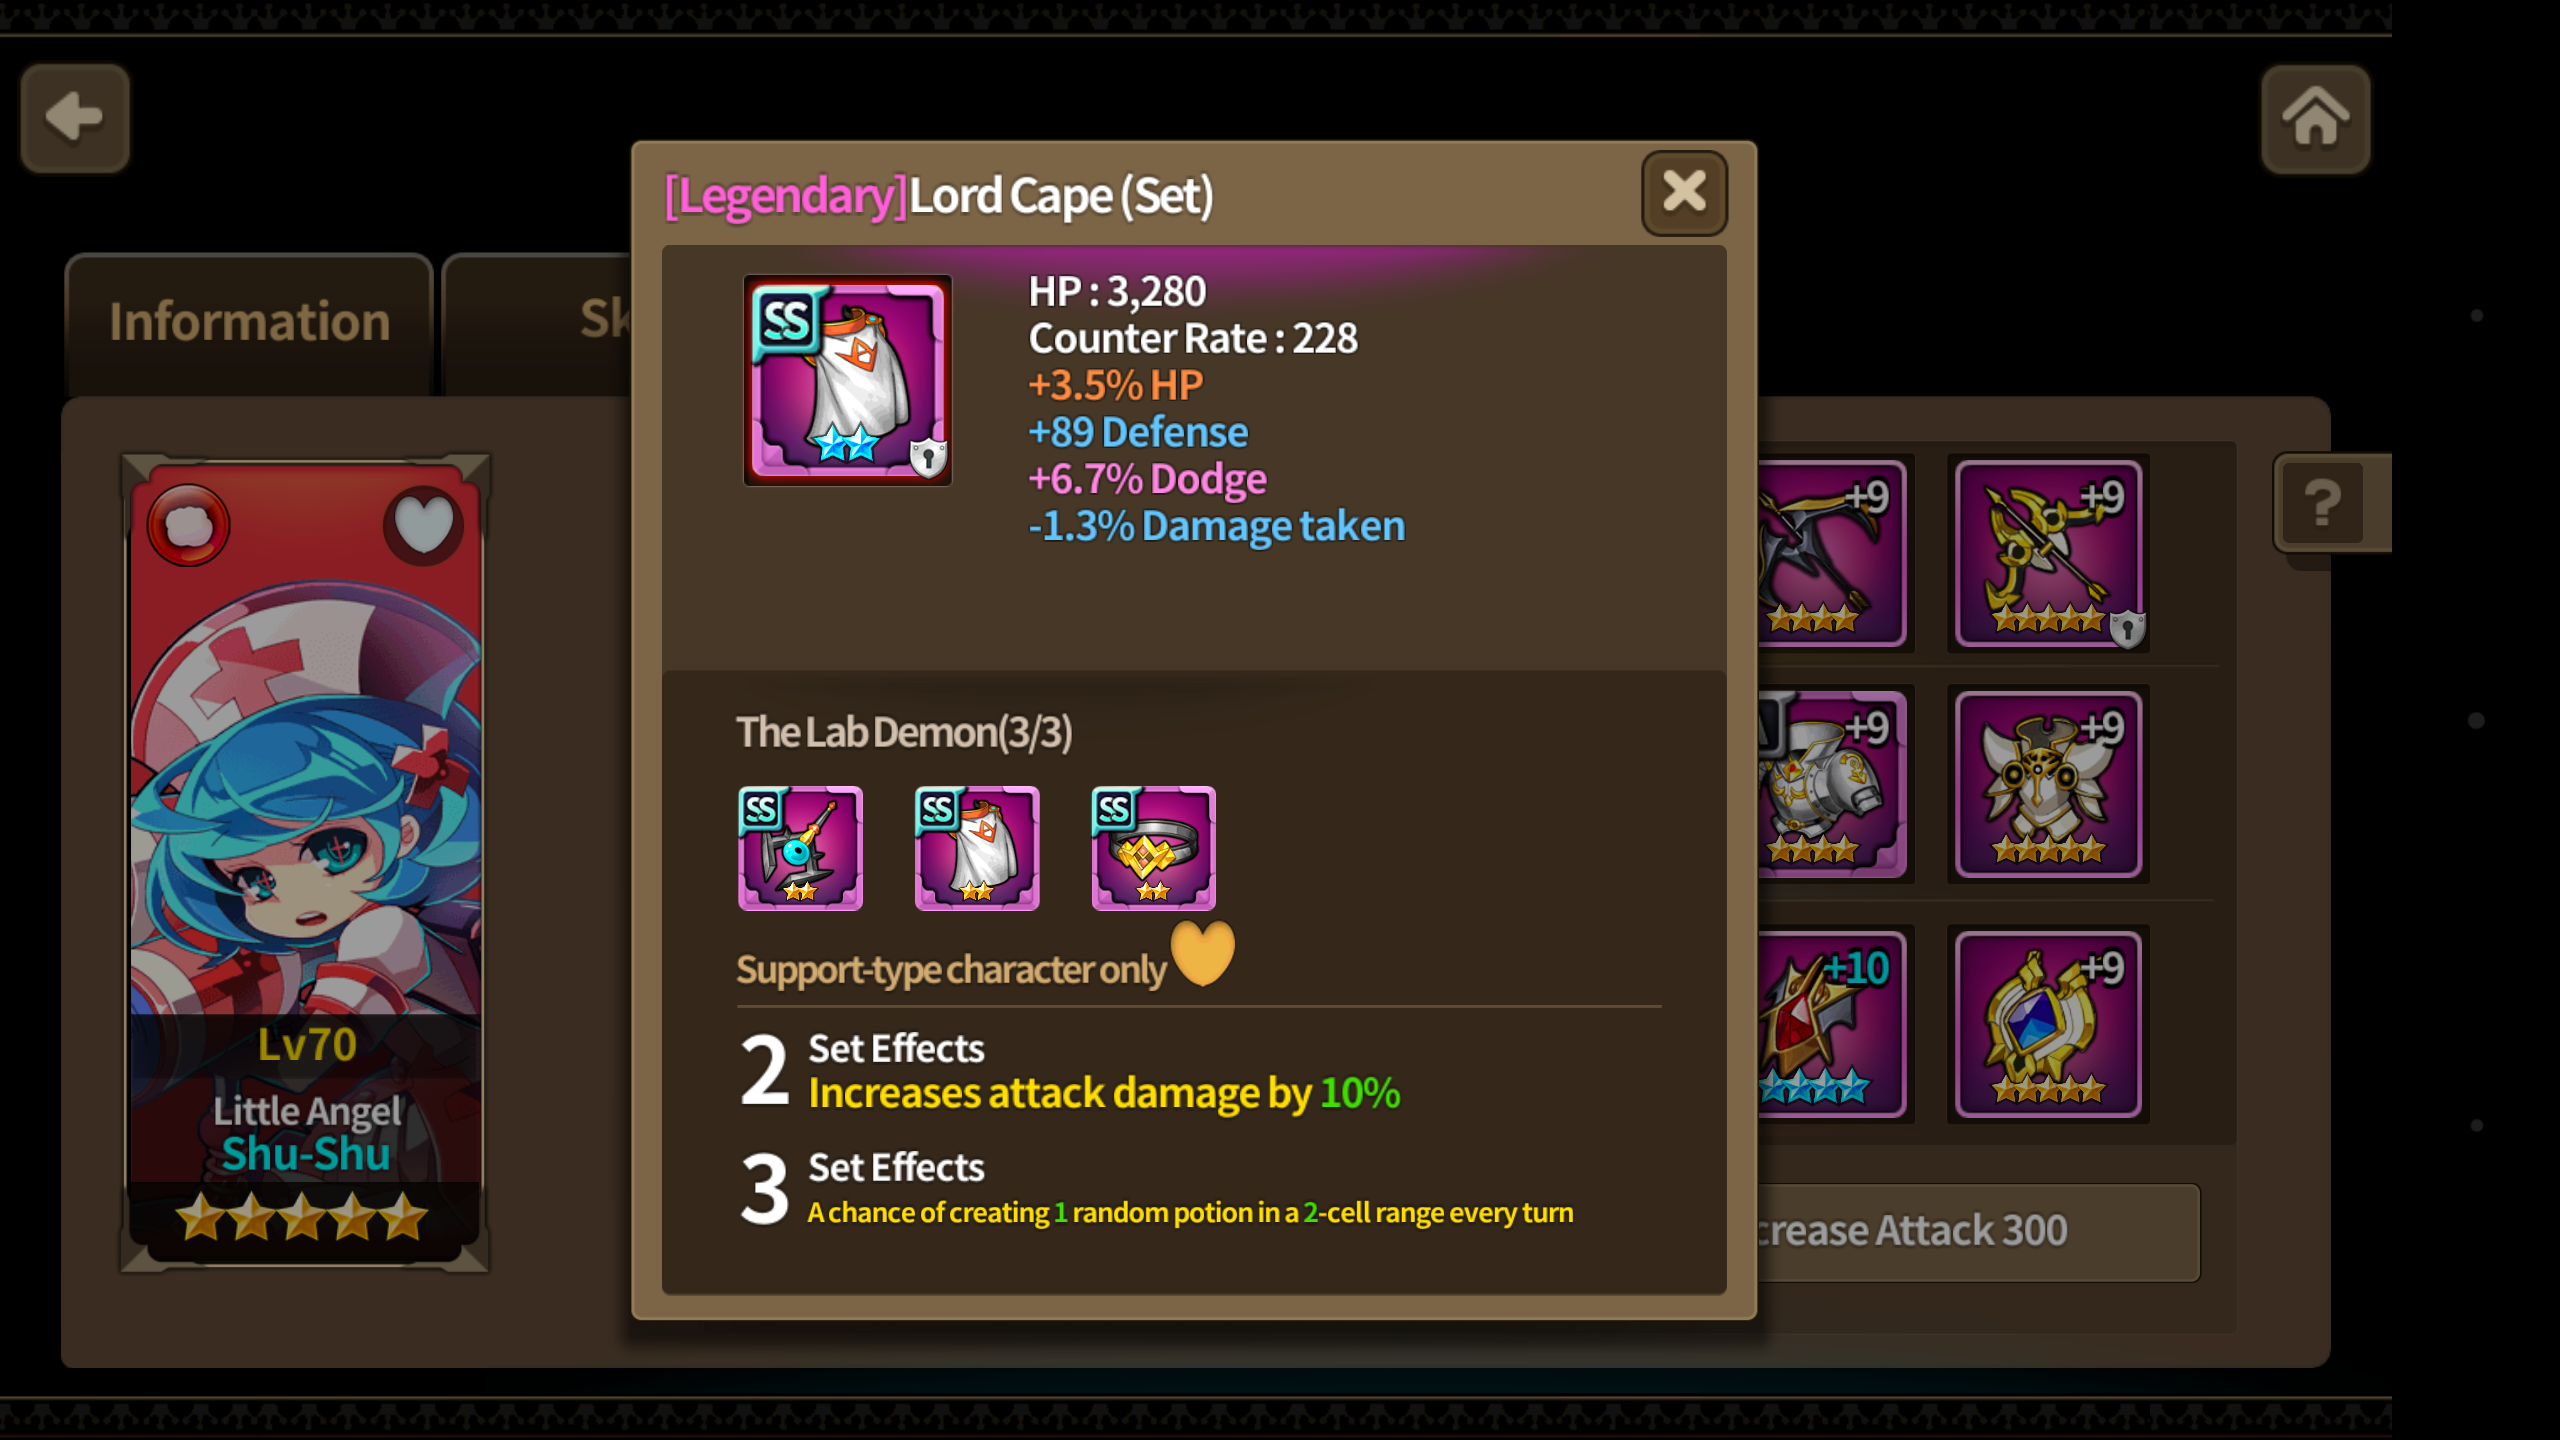 [Legendary]Lord Cape (Set)
Information
SS
HP : 3,280
Counter Rate : 228
+3.5% HP
+89 Defense
+6.7% Dodge
-1.3% Damage taken
+9
+9
?
The Lab Demon(3/3)
+9
+9
SS
SS
SS
Support-type character only
+10
+9
Lv70
Little Angel
Shu-Shu
2 Set Effects
Increases attack damage by 10%
3 Set Effects
A chance of creating 1 random potion in a 2-cell range every turn
Attack 300